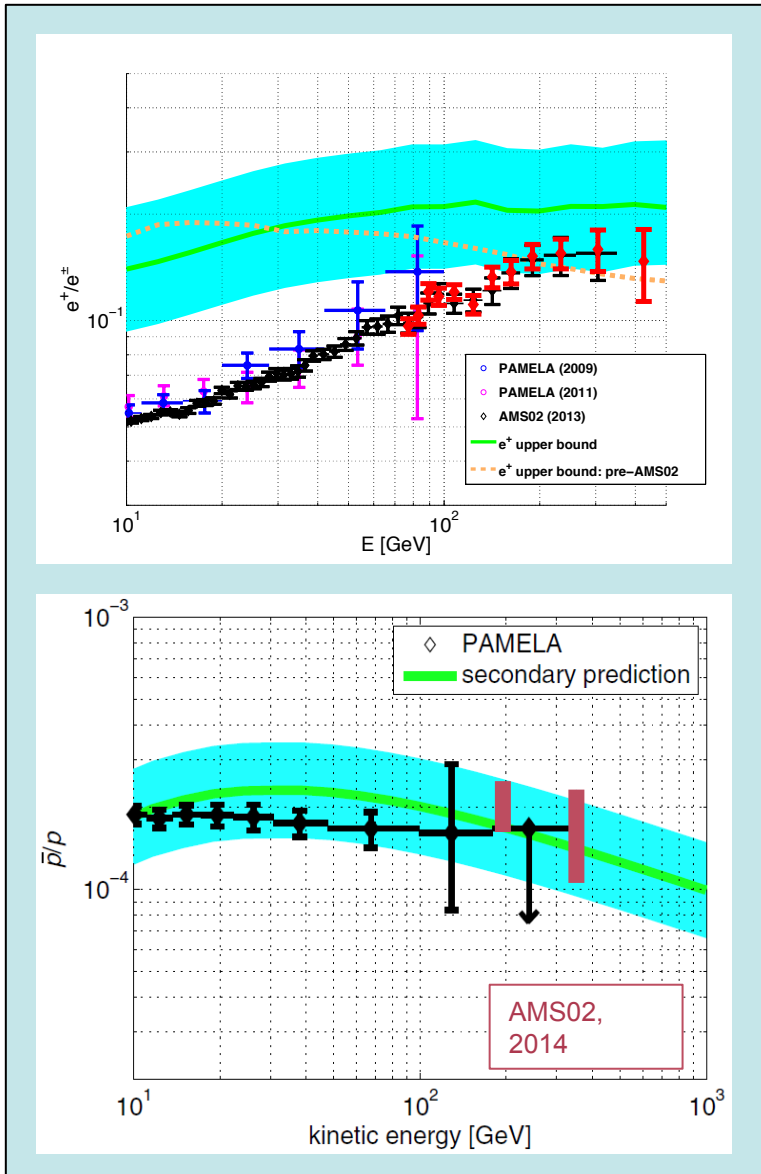 e⁺/e±
10⁻¹
PAMELA (2009)
PAMELA (2011)
AMS02 (2013)
e⁺ upper bound
e⁺ upper bound: pre−AMS02
10¹
10²
E [GeV]
10⁻³
PAMELA
secondary prediction
p̄/p
10⁻⁴
AMS02,
2014
10¹
10²
10³
kinetic energy [GeV]